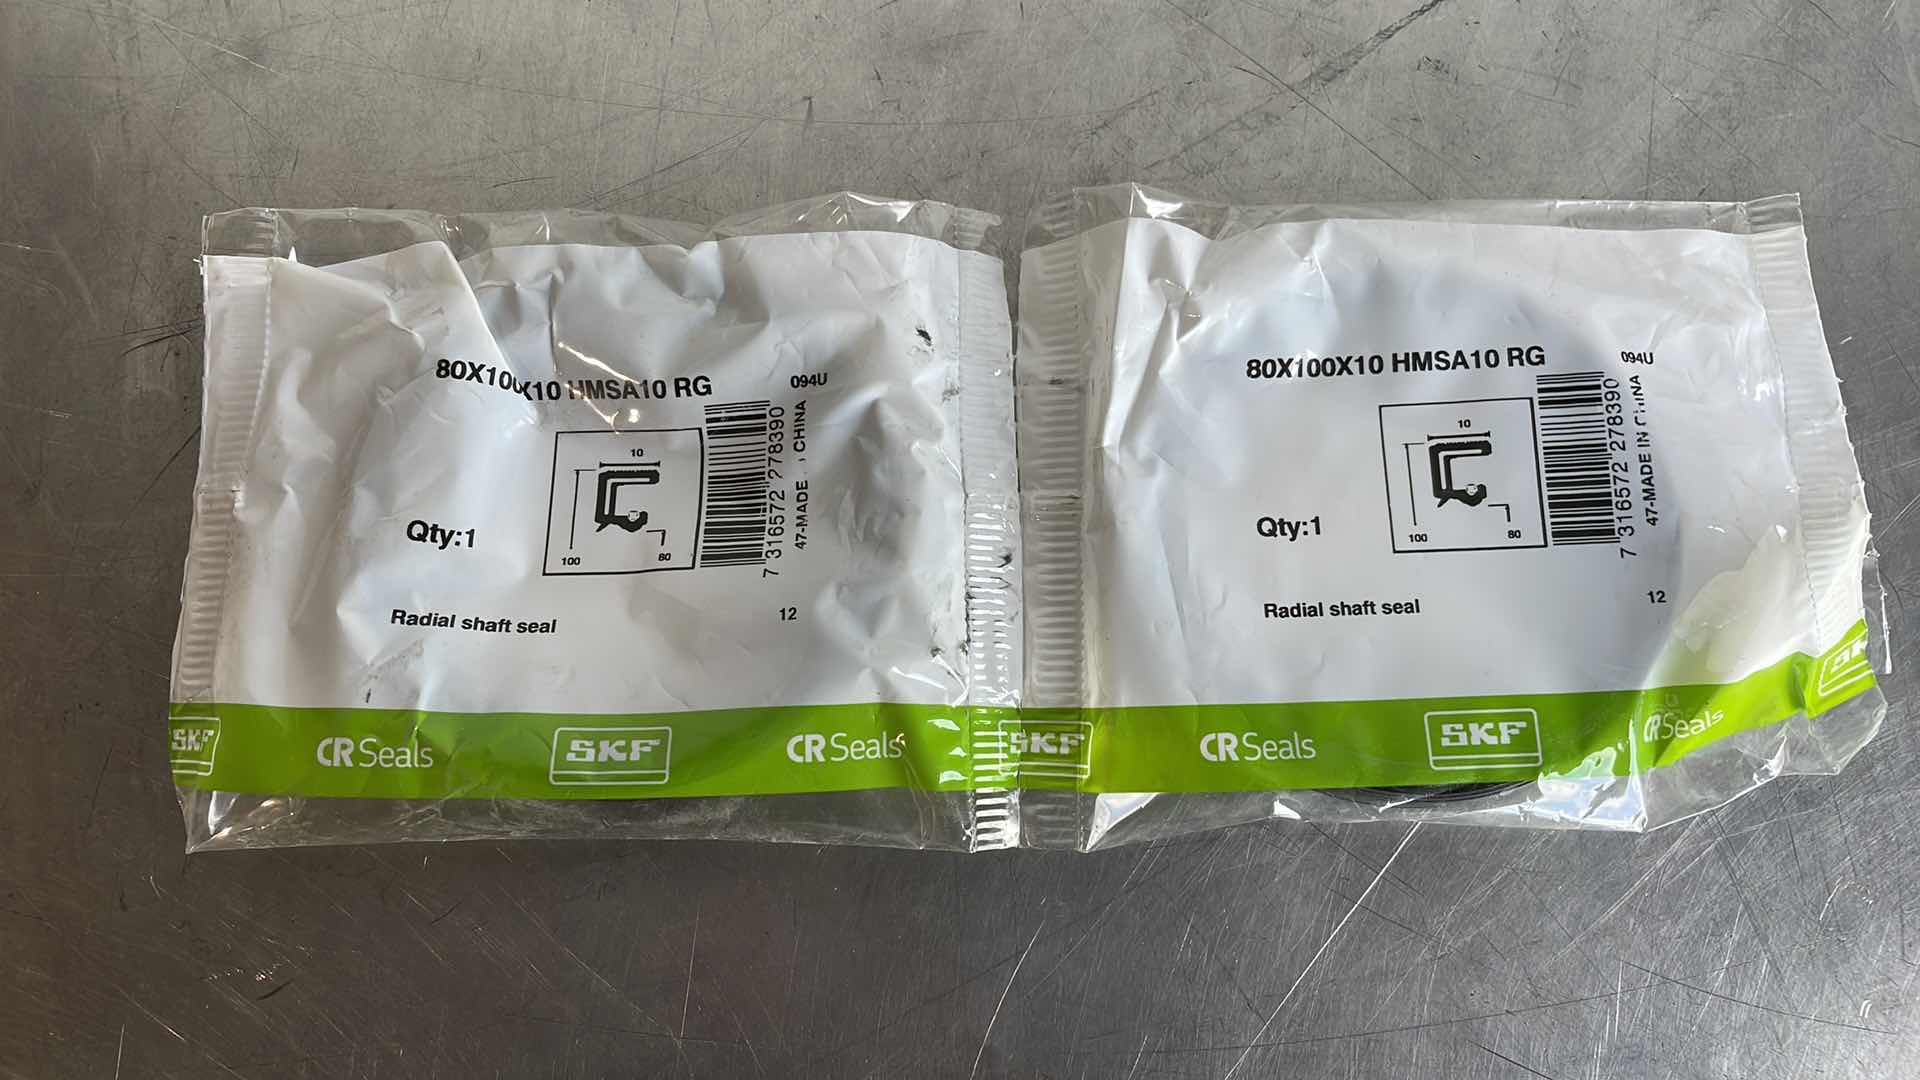 80X100X10 HMSA10 RG
094U
10
100
80
7 316572 278390
47-MADE CHINA
Qty:1
Radial shaft seal
12
SKF
CR Seals
SKF
CR Seals
80X100X10 HMSA10 RG
094U
10
100
80
7 316572 278390
47-MADE IN CHINA
Qty:1
Radial shaft seal
12
SKF
CR Seals
SKF
CR Seals
SKF